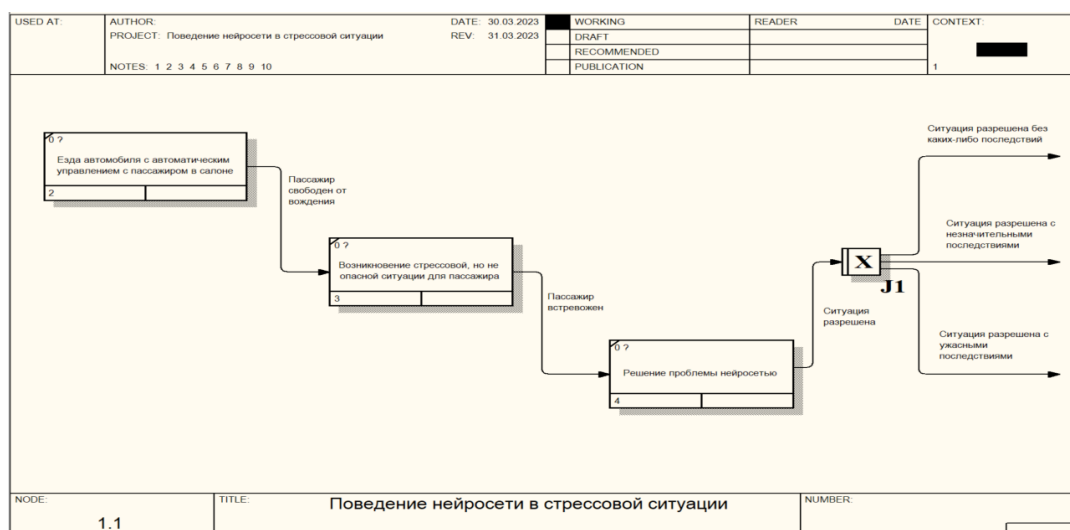 USED AT:
AUTHOR:
DATE: 30.03.2023
WORKING
READER
DATE
CONTEXT:
PROJECT: Поведение нейросети в стрессовой ситуации
REV: 31.03.2023
DRAFT
RECOMMENDED
NOTES: 1 2 3 4 5 6 7 8 9 10
PUBLICATION
1
0 ?
Езда автомобиля с автоматическим
управлением с пассажиром в салоне
2
Пассажир
свободен от
вождения
0 ?
Возникновение стрессовой, но не
опасной ситуации для пассажира
3
Пассажир
встревожен
0 ?
Решение проблемы нейросетью
4
Ситуация
разрешена
X
J1
Ситуация разрешена без
каких-либо последствий
Ситуация разрешена с
незначительными
последствиями
Ситуация разрешена с
ужасными
последствиями
NODE:
1.1
TITLE:
Поведение нейросети в стрессовой ситуации
NUMBER: